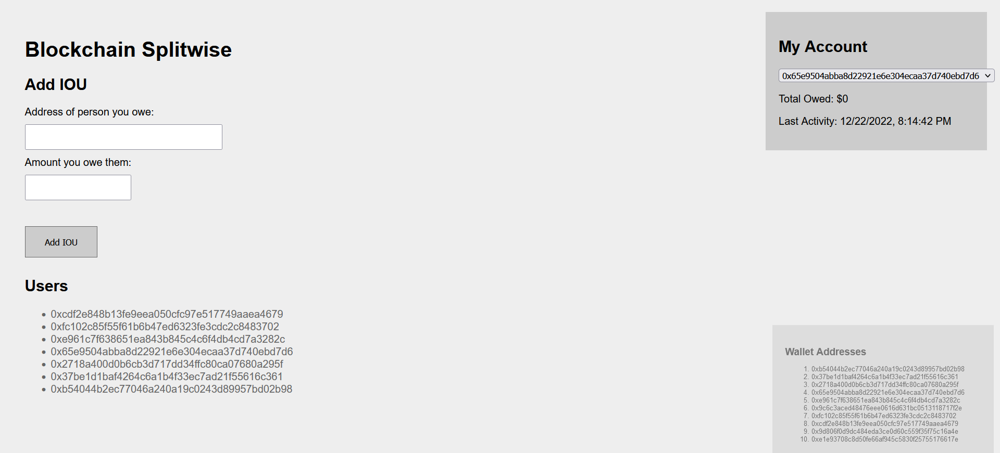 Blockchain Splitwise
Add IOU
Address of person you owe:
Amount you owe them:
Add IOU
Users
0xcdf2e848b13fe9eea050cfc97e517749aaea4679
0xfc102c85f55f61b6b47ed6323fe3cdc2c8483702
0xe961c7f638651ea843b845c4c6f4db4cd7a3282c
0x65e9504abba8d22921e6e304ecaa37d740ebd7d6
0x2718a400d0b6cb3d717dd34ffc80ca07680a295f
0x37be1d1baf4264c6a1b4f33ec7ad21f55616c361
0xb54044b2ec77046a240a19c0243d89957bd02b98
My Account
0x65e9504abba8d22921e6e304ecaa37d740ebd7d6
Total Owed: $0
Last Activity: 12/22/2022, 8:14:42 PM
Wallet Addresses
1. 0xb54044b2ec77046a240a19c0243d89957bd02b98
2. 0x37be1d1baf4264c6a1b4f33ec7ad21f55616c361
3. 0x2718a400d0b6cb3d717dd34ffc80ca07680a295f
4. 0x65e9504abba8d22921e6e304ecaa37d740ebd7d6
5. 0xe961c7f638651ea843b845c4c6f4db4cd7a3282c
6. 0x9c6c3aced48476eee0616d631bc0513118717f2e
7. 0xfc102c85f55f61b6b47ed6323fe3cdc2c8483702
8. 0xcdf2e848b13fe9eea050cfc97e517749aaea4679
9. 0x9d806f0d9dc484eda3ce0d60c559f35f75c16a4e
10. 0xe1e93708c8d50fe66af945c5830f25755176617e